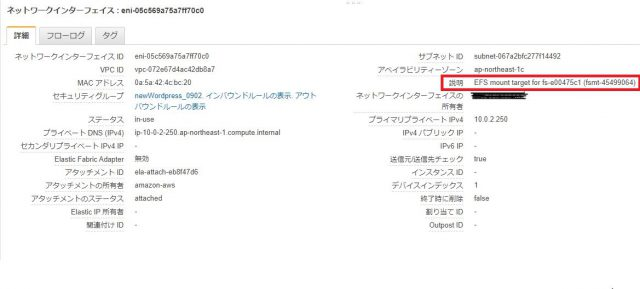 ネットワークインターフェイス : eni-05c569a75a7ff70c0
詳細 フローログ タグ
ネットワークインターフェイス ID eni-05c569a75a7ff70c0 サブネット ID subnet-067a2bfc277f14492
VPC ID vpc-072e67d4ac42db8a7 アベイラビリティーゾーン ap-northeast-1c
MAC アドレス 0a:5a:42:4c:bc:20 説明 EFS mount target for fs-e00475c1 (fsmt-45499064)
セキュリティグループ newWordpress_0902. インバウンドルールの表示. アウト ネットワークインターフェイスの
バウンドルールの表示 所有者
ステータス in-use プライマリプライベート IPv4 IP 10.0.2.250
プライベート DNS (IPv4) ip-10-0-2-250.ap-northeast-1.compute.internal IPv4 パブリック IP -
セカンダリプライベート IPv4 IP - IPv6 IP -
Elastic Fabric Adapter 無効 送信元/送信先チェック true
アタッチメント ID ela-attach-eb8f47d6 インスタンス ID -
アタッチメントの所有者 amazon-aws デバイスインデックス 1
アタッチメントのステータス attached 終了時に削除 false
Elastic IP 所有者 - 割り当て ID -
関連付け ID - Outpost ID -